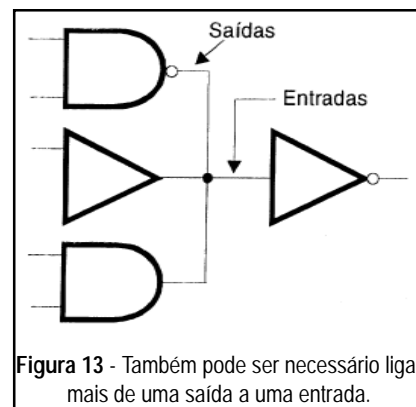 Saídas
Entradas
Figura 13 - Também pode ser necessário liga
mais de uma saída a uma entrada.